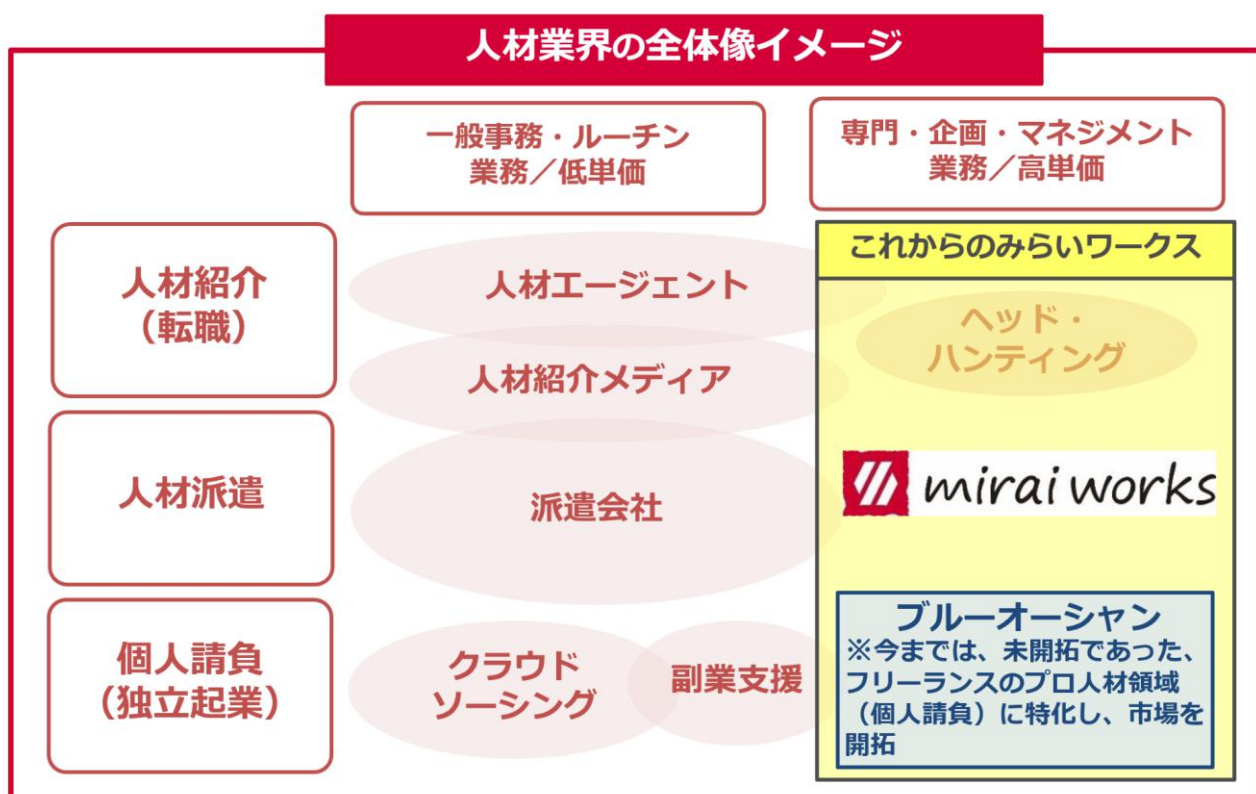 人材業界の全体像イメージ
一般事務・ルーチン
業務／低単価
専門・企画・マネジメント
業務／高単価
これからのみらいワークス
人材紹介
（転職）
人材エージェント
ヘッド・
ハンティング
人材紹介メディア
人材派遣
派遣会社
mirai works
個人請負
（独立起業）
クラウド
ソーシング
副業支援
ブルーオーシャン
※今までは、未開拓であった、
フリーランスのプロ人材領域
（個人請負）に特化し、市場を
開拓